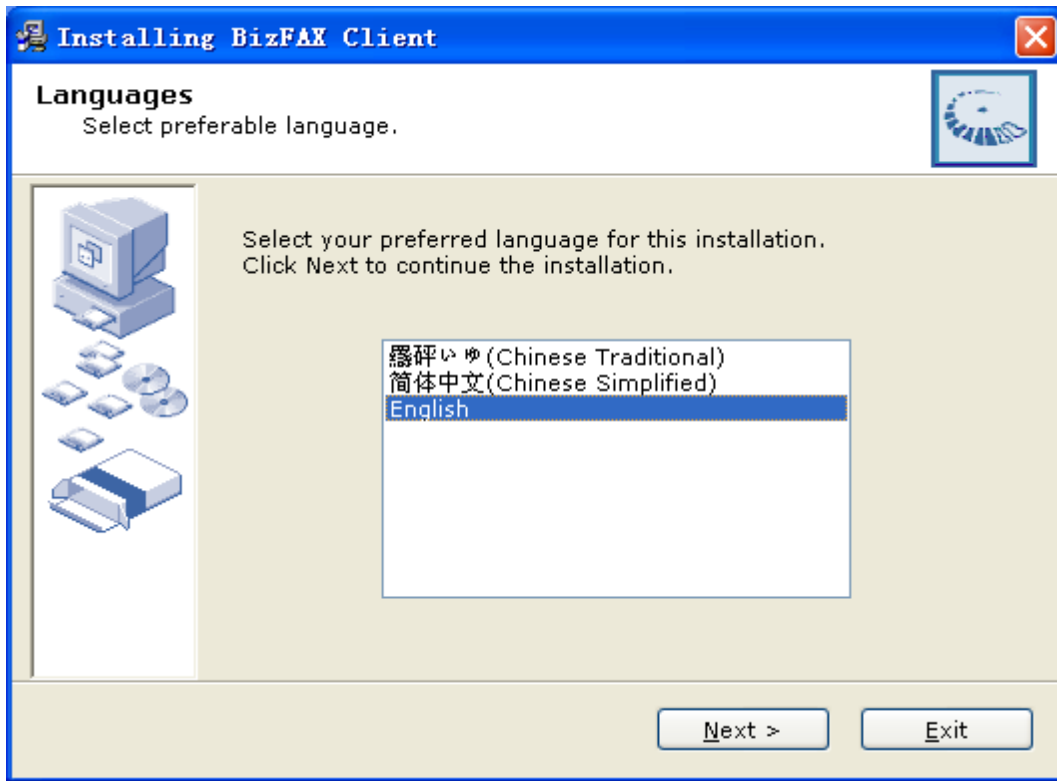 Installing BizFAX Client
Languages
Select preferable language.
Select your preferred language for this installation.
Click Next to continue the installation.
羉砰いゅ(Chinese Traditional)
简体中文(Chinese Simplified)
English
Next >
Exit